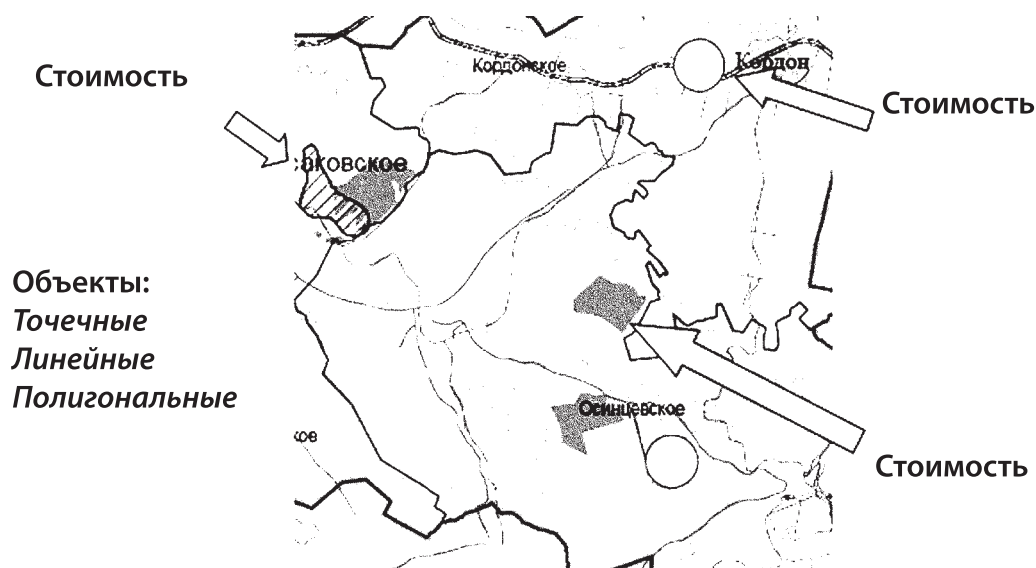 Стоимость
Кордонское
Кордон
Стоимость
Объекты:
Точечные
Линейные
Полигональные
Осинцевское
Стоимость